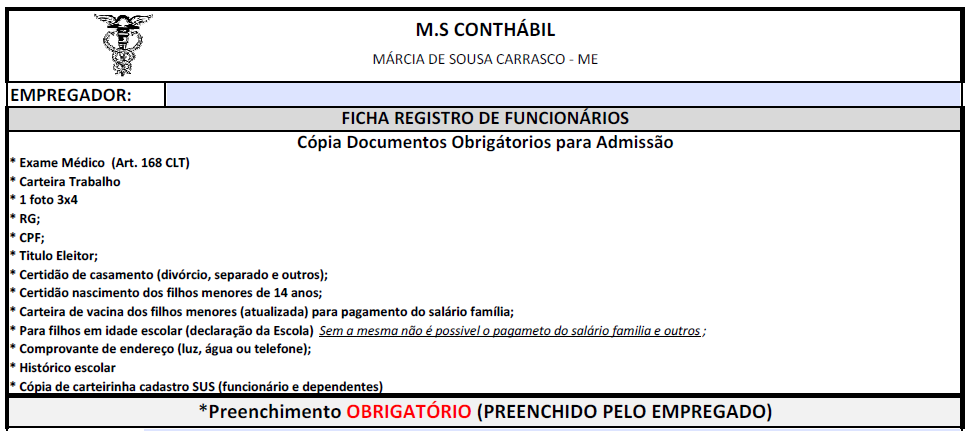 M.S CONTHÁBIL
MÁRCIA DE SOUSA CARRASCO - ME
EMPREGADOR:
FICHA REGISTRO DE FUNCIONÁRIOS
Cópia Documentos Obrigátorios para Admissão
* Exame Médico (Art. 168 CLT)
* Carteira Trabalho
* 1 foto 3x4
* RG;
* CPF;
* Titulo Eleitor;
* Certidão de casamento (divórcio, separado e outros);
* Certidão nascimento dos filhos menores de 14 anos;
* Carteira de vacina dos filhos menores (atualizada) para pagamento do salário família;
* Para filhos em idade escolar (declaração da Escola) Sem a mesma não é possivel o pagameto do salário familia e outros ;
* Comprovante de endereço (luz, água ou telefone);
* Histórico escolar
* Cópia de carteirinha cadastro SUS (funcionário e dependentes)
*Preenchimento OBRIGATÓRIO (PREENCHIDO PELO EMPREGADO)